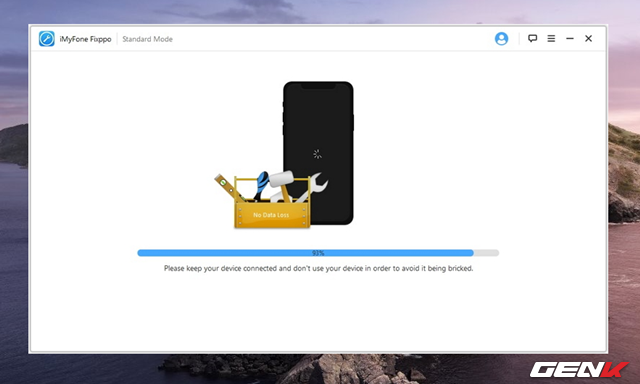 iMyFone Fixppo
Standard Mode
No Data Loss
93%
Please keep your device connected and don't use your device in order to avoid it being bricked.
GENK